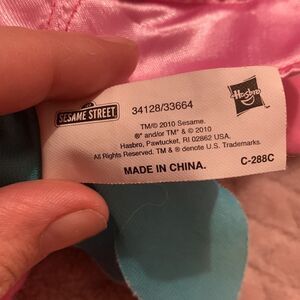 SESAME STREET
Hasbro
34128/33664
TM/© 2010 Sesame.
®* and/or TM* & © 2010
Hasbro, Pawtucket, RI 02862 USA.
All Rights Reserved. TM & ® denote U.S. Trademarks.
MADE IN CHINA.
C-288C